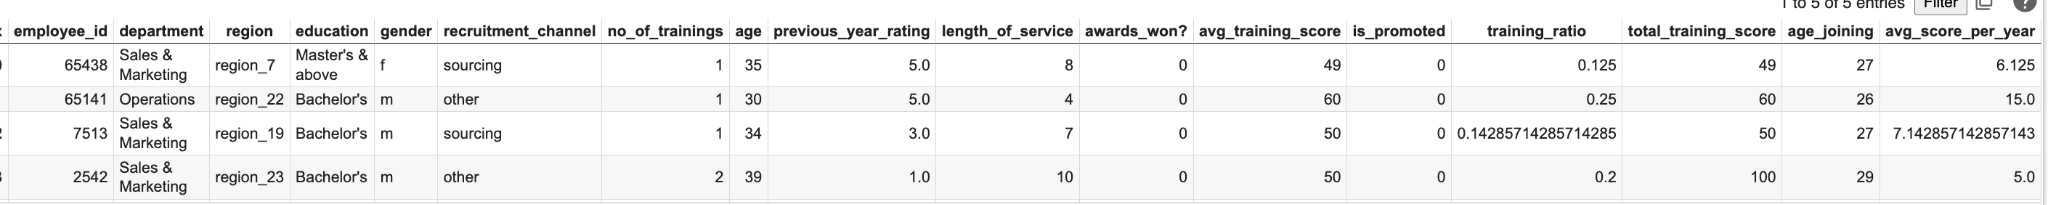 1 to 5 of 5 entries Filter ?
employee_id department region education gender recruitment_channel no_of_trainings age previous_year_rating length_of_service awards_won? avg_training_score is_promoted training_ratio total_training_score age_joining avg_score_per_year
65438 Sales & Marketing region_7 Master's & above f sourcing 1 35 5.0 8 0 49 0 0.125 49 27 6.125
65141 Operations region_22 Bachelor's m other 1 30 5.0 4 0 60 0 0.25 60 26 15.0
7513 Sales & Marketing region_19 Bachelor's m sourcing 1 34 3.0 7 0 50 0 0.14285714285714285 50 27 7.142857142857143
2542 Sales & Marketing region_23 Bachelor's m other 2 39 1.0 10 0 50 0 0.2 100 29 5.0